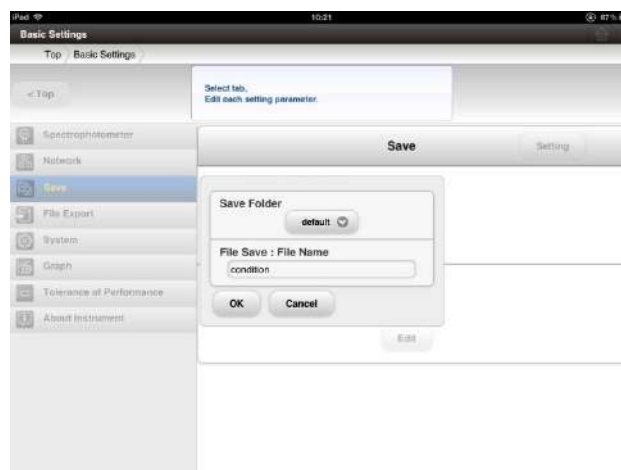 iPad
10:21
87%
Basic Settings
Top
Basic Settings
< Top
Select tab,
Edit each setting parameter.
Spectrophotometer
Network
Save
File Export
System
Graph
Tolerance of Performance
About Instrument
Save
Setting
Save Folder
default
File Save : File Name
condition
OK
Cancel
Edit